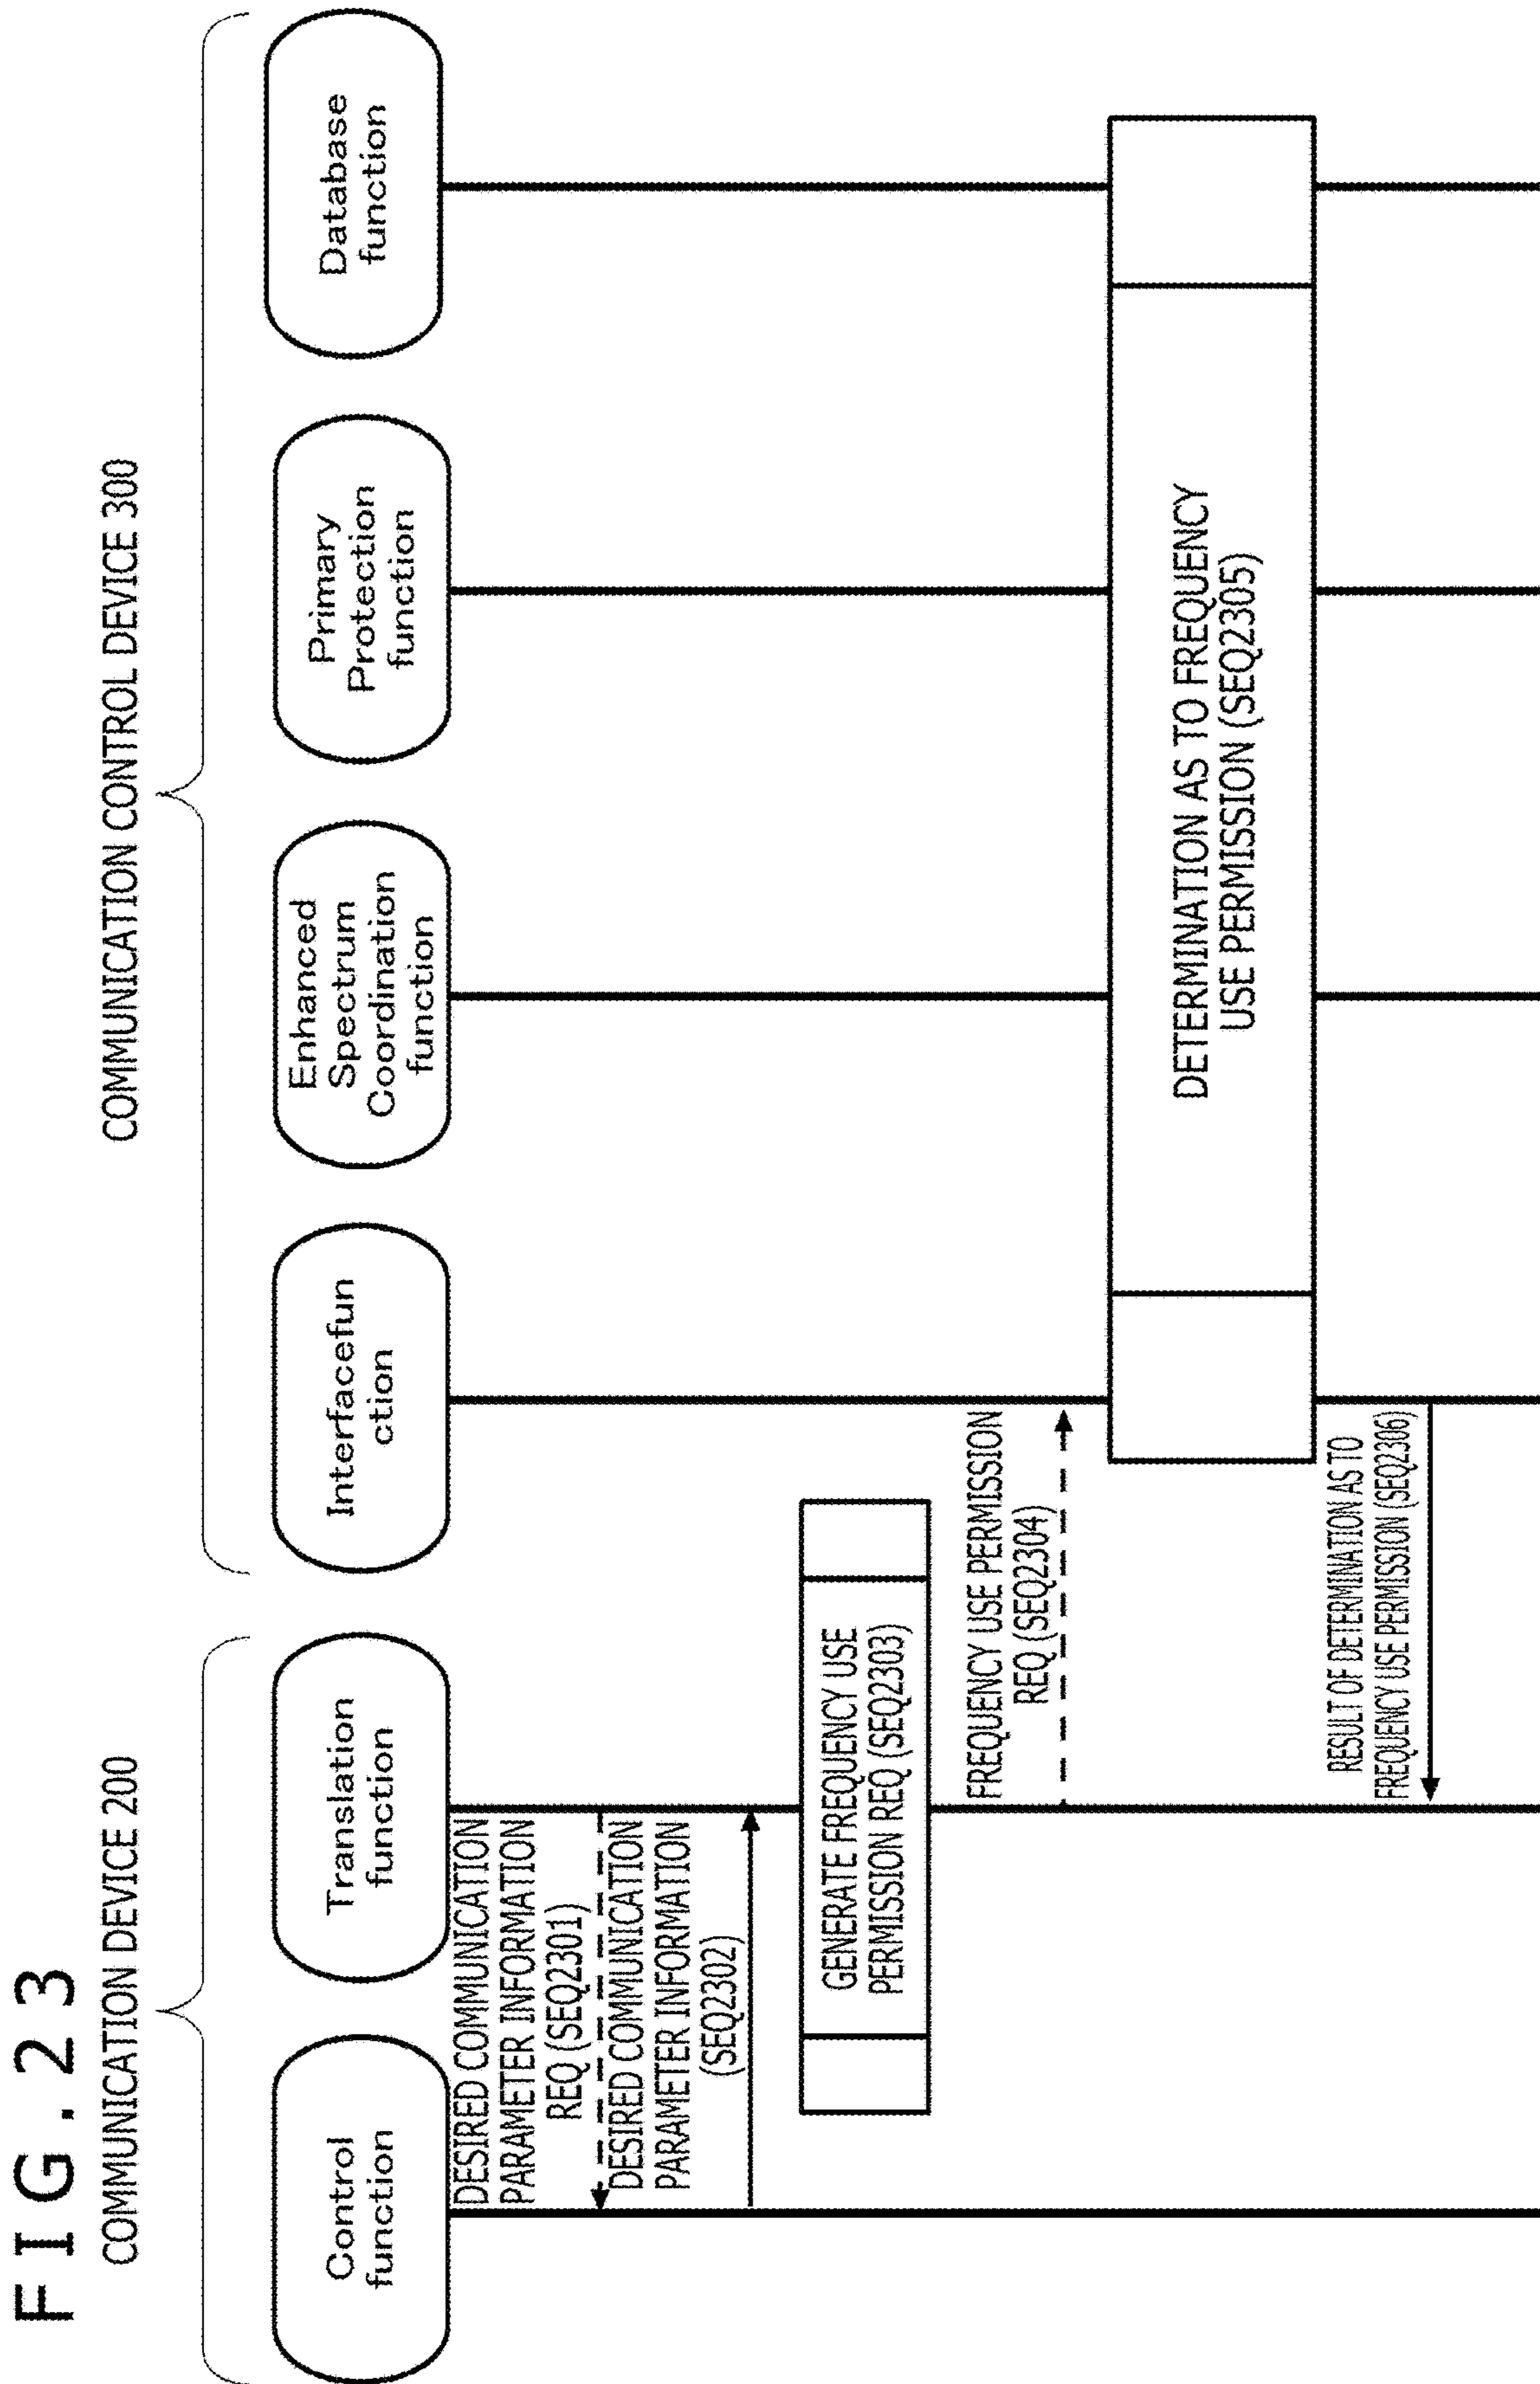 FIG. 23
COMMUNICATION DEVICE 200
COMMUNICATION CONTROL DEVICE 300
Control
function
Translation
function
Interfacefun
ction
Enhanced
Spectrum
Coordination
function
Primary
Protection
function
Database
function
DESIRED COMMUNICATION
PARAMETER INFORMATION
REQ (SEQ2301)
DESIRED COMMUNICATION
PARAMETER INFORMATION
(SEQ2302)
GENERATE FREQUENCY USE
PERMISSION REQ (SEQ2303)
FREQUENCY USE PERMISSION
REQ (SEQ2304)
DETERMINATION AS TO FREQUENCY
USE PERMISSION (SEQ2305)
RESULT OF DETERMINATION AS TO
FREQUENCY USE PERMISSION (SEQ2306)